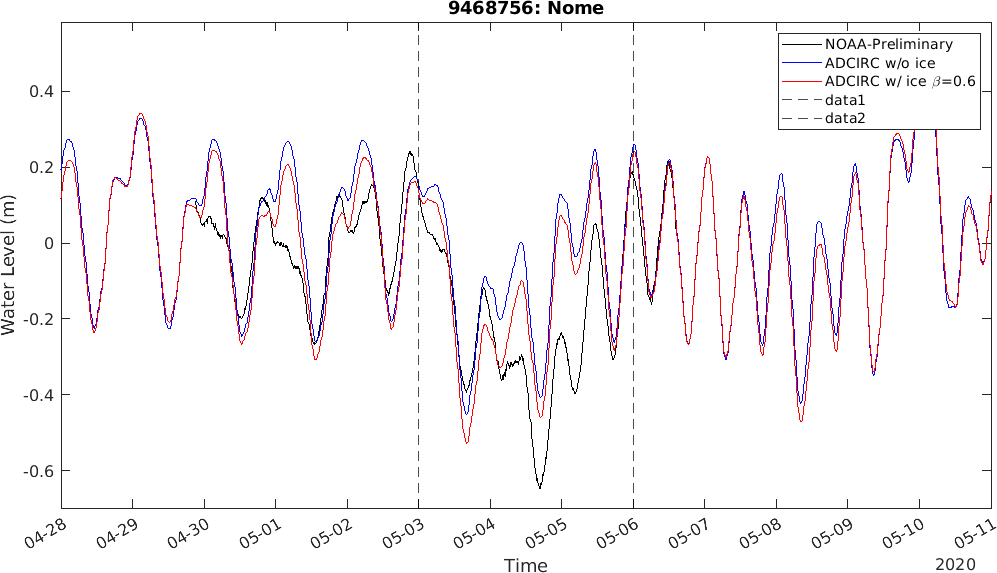 9468756: Nome
NOAA-Preliminary
ADCIRC w/o ice
ADCIRC w/ ice β=0.6
data1
data2
0.4
0.2
0
-0.2
-0.4
-0.6
Water Level (m)
04-28 04-29 04-30 05-01 05-02 05-03 05-04 05-05 05-06 05-07 05-08 05-09 05-10 05-11
Time
2020